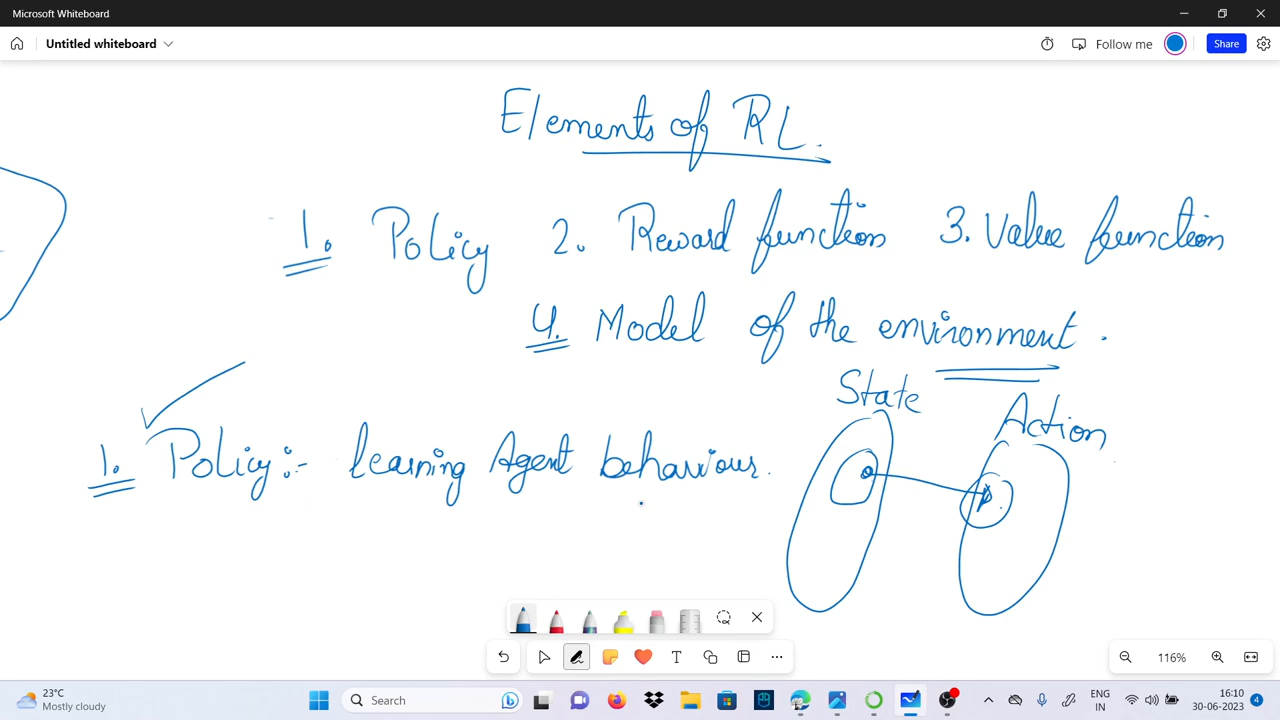 Microsoft Whiteboard
Untitled whiteboard
Follow me
Share
Elements of RL.
1. Policy 2. Reward function 3. Value function
4. Model of the environment.
State
Action
1. Policy:- learning Agent behaviour.
116%
23°C
Mostly cloudy
Search
ENG
IN
16:10
30-06-2023
4